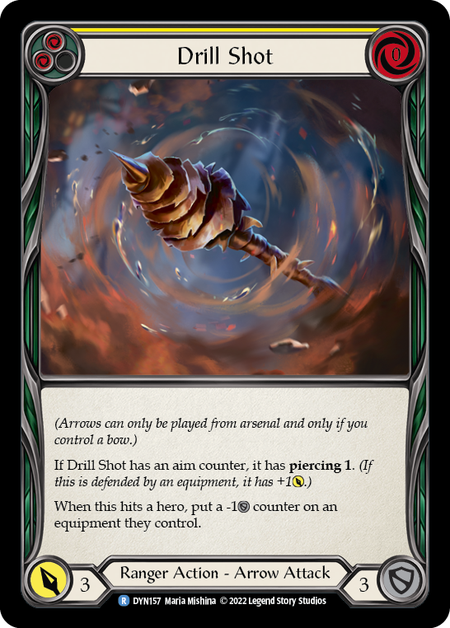 Drill Shot
0
(Arrows can only be played from arsenal and only if you
control a bow.)
If Drill Shot has an aim counter, it has piercing 1. (If
this is defended by an equipment, it has +1.)
When this hits a hero, put a -1 counter on an
equipment they control.
3
Ranger Action - Arrow Attack
3
R DYN157 Maria Mishina © 2022 Legend Story Studios